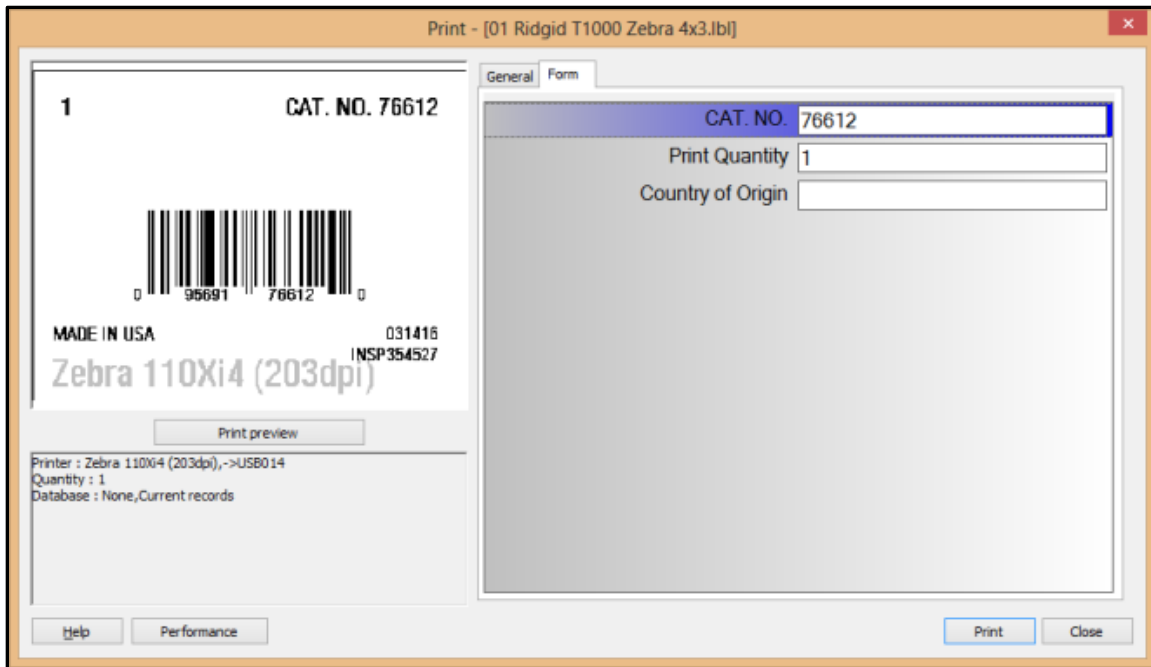 Print - [01 Ridgid T1000 Zebra 4x3.lbl]
1 CAT. NO. 76612
0 95691 76612 0
MADE IN USA 031416
INSP354527
Zebra 110Xi4 (203dpi)
Print preview
Printer : Zebra 110Xi4 (203dpi),->USB014
Quantity : 1
Database : None,Current records
General Form
CAT. NO. 76612
Print Quantity 1
Country of Origin
Help Performance Print Close